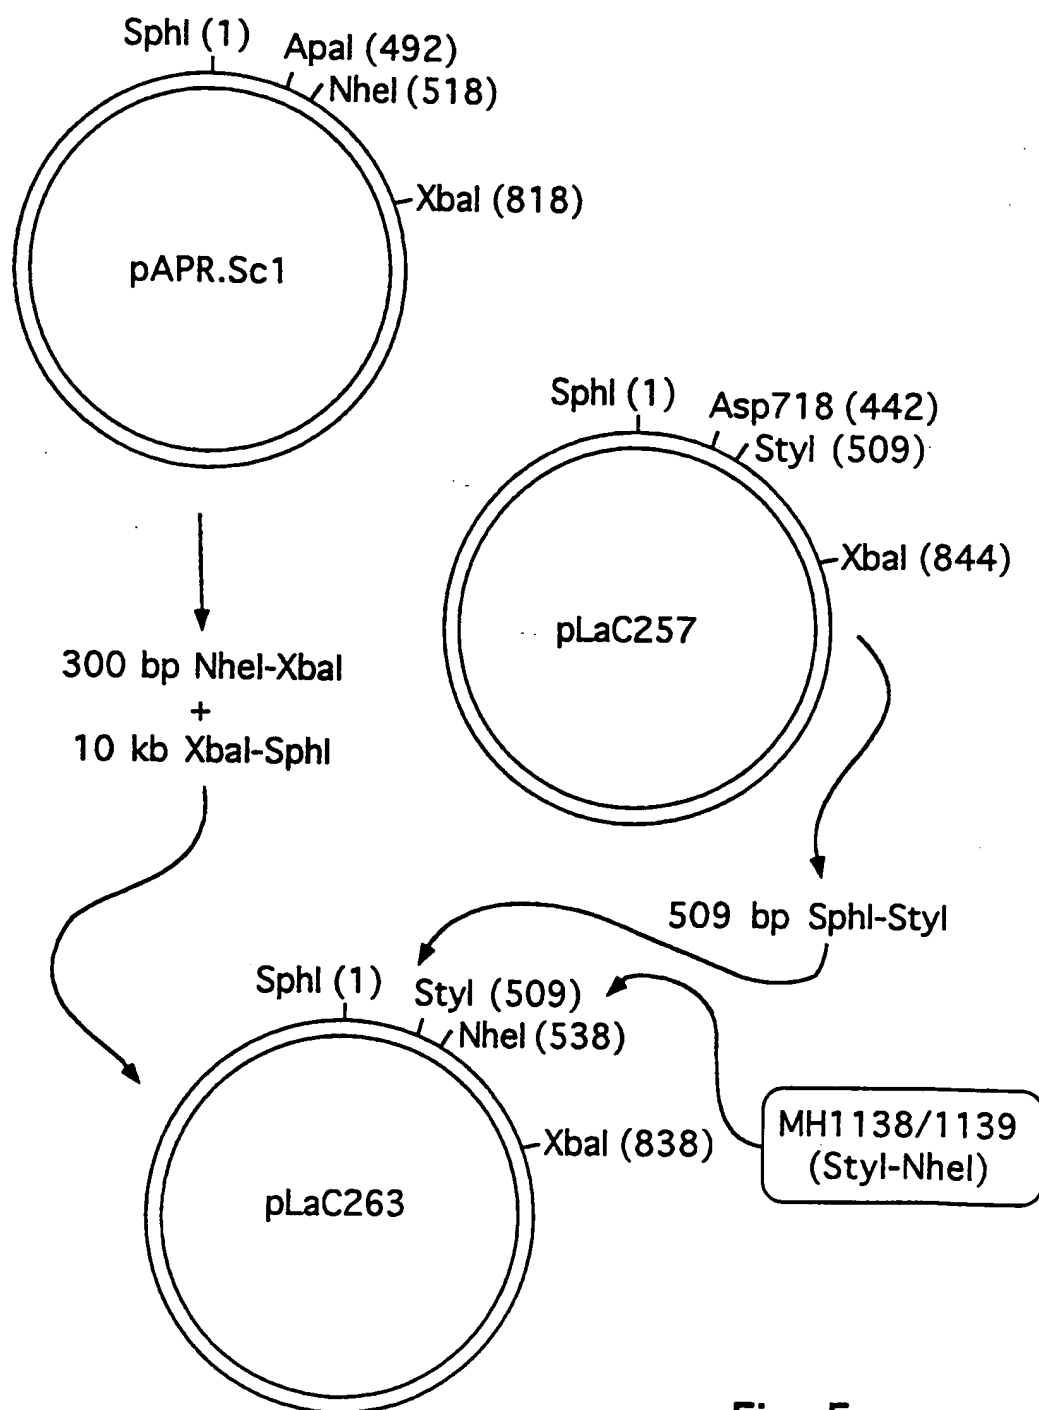 SphI (1)
ApaI (492)
NheI (518)
XbaI (818)
pAPR.Sc1
SphI (1)
Asp718 (442)
StyI (509)
XbaI (844)
pLaC257
300 bp NheI-XbaI
+
10 kb XbaI-SphI
509 bp SphI-StyI
SphI (1)
StyI (509)
NheI (538)
XbaI (838)
pLaC263
MH1138/1139
(StyI-NheI)